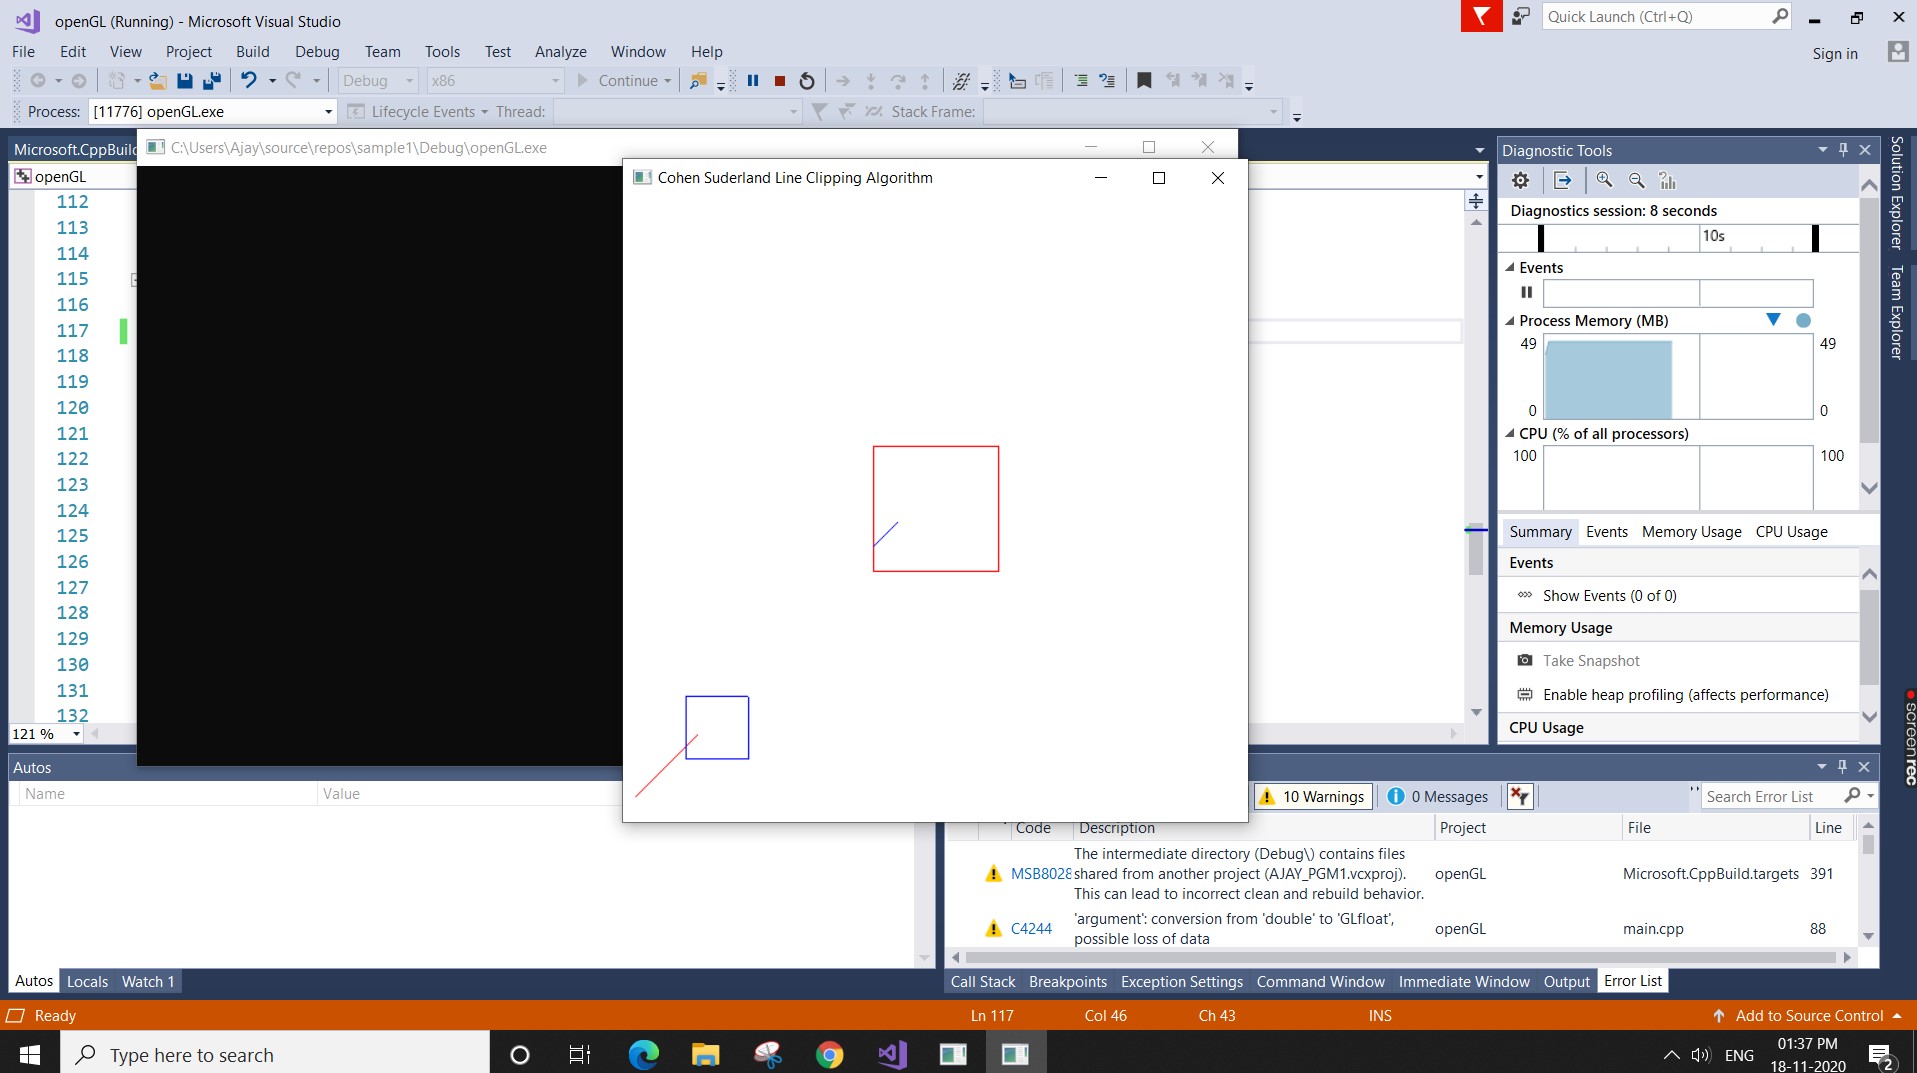 openGL (Running) - Microsoft Visual Studio
Quick Launch (Ctrl+Q)
File Edit View Project Build Debug Team Tools Test Analyze Window Help
Sign in
Debug x86 Continue
Process: [11776] openGL.exe Lifecycle Events Thread: Stack Frame:
Microsoft.CppBuild
C:\Users\Ajay\source\repos\sample1\Debug\openGL.exe
openGL
Cohen Suderland Line Clipping Algorithm
112
113
114
115
116
117
118
119
120
121
122
123
124
125
126
127
128
129
130
131
132
121 %
Diagnostic Tools
Diagnostics session: 8 seconds
10s
Events
Process Memory (MB)
49 49
0 0
CPU (% of all processors)
100 100
Summary Events Memory Usage CPU Usage
Events
Show Events (0 of 0)
Memory Usage
Take Snapshot
Enable heap profiling (affects performance)
CPU Usage
Solution Explorer
Team Explorer
screenrec
Autos
Name Value
Autos Locals Watch 1
10 Warnings 0 Messages Search Error List
Code Description Project File Line
MSB8028 The intermediate directory (Debug\) contains files shared from another project (AJAY_PGM1.vcxproj). This can lead to incorrect clean and rebuild behavior. openGL Microsoft.CppBuild.targets 391
C4244 'argument': conversion from 'double' to 'GLfloat', possible loss of data openGL main.cpp 88
Call Stack Breakpoints Exception Settings Command Window Immediate Window Output Error List
Ready Ln 117 Col 46 Ch 43 INS Add to Source Control
Type here to search
ENG
01:37 PM
18-11-2020
2